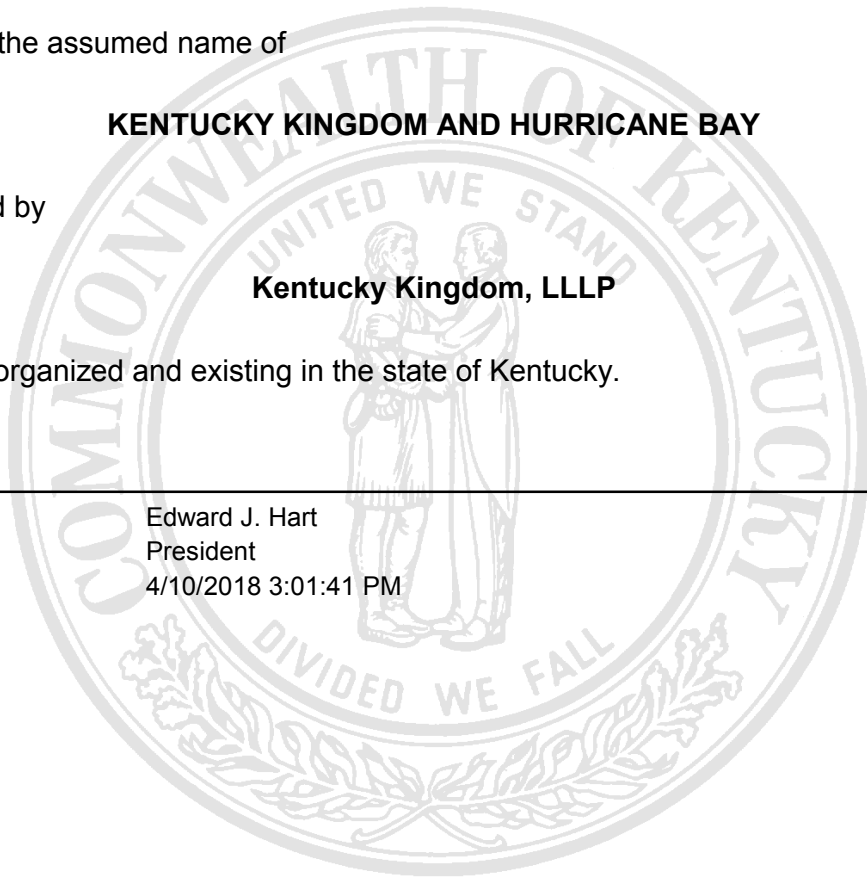 the assumed name of
KENTUCKY KINGDOM AND HURRICANE BAY
d by
Kentucky Kingdom, LLLP
organized and existing in the state of Kentucky.
Edward J. Hart
President
4/10/2018 3:01:41 PM
COMMONWEALTH OF KENTUCKY
UNITED WE STAND
DIVIDED WE FALL